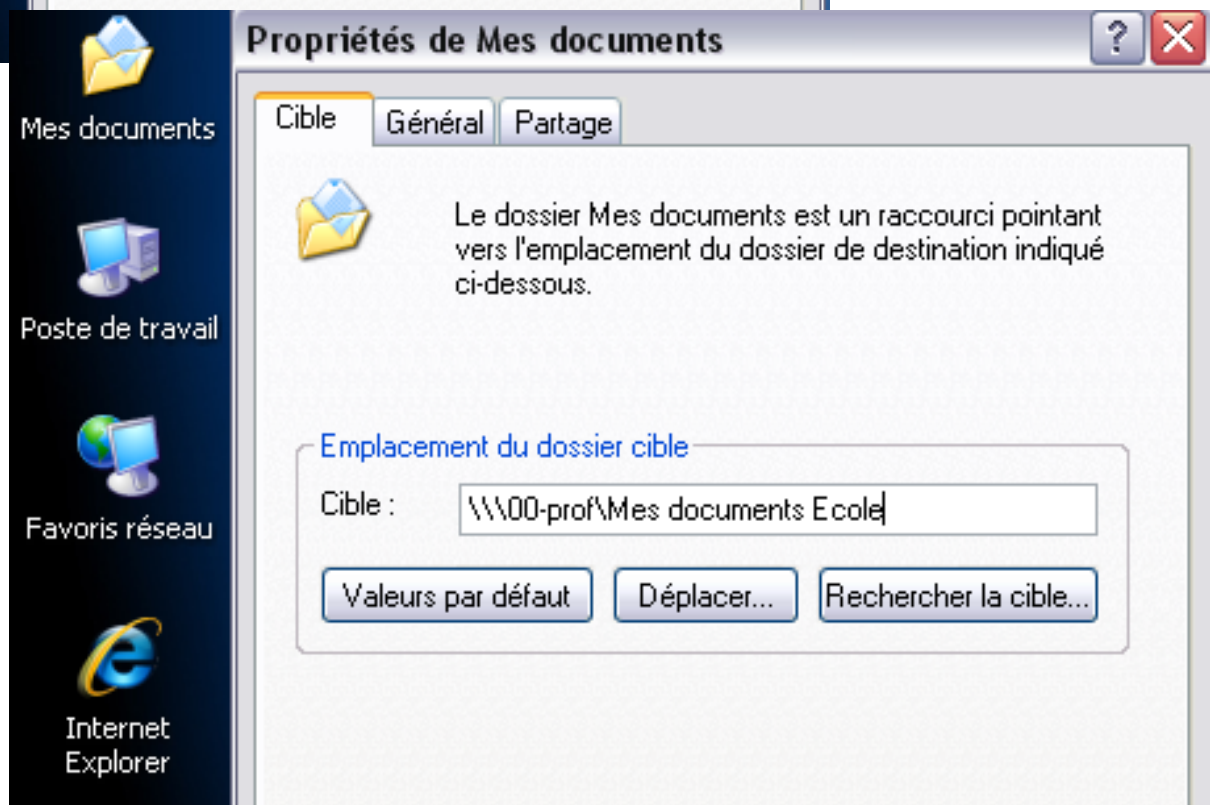 Propriétés de Mes documents
Mes documents
Poste de travail
Favoris réseau
Internet
Explorer
Cible
Général
Partage
Le dossier Mes documents est un raccourci pointant
vers l'emplacement du dossier de destination indiqué
ci-dessous.
Emplacement du dossier cible
Cible :
\\\00-prof\Mes documents Ecole
Valeurs par défaut
Déplacer...
Rechercher la cible...